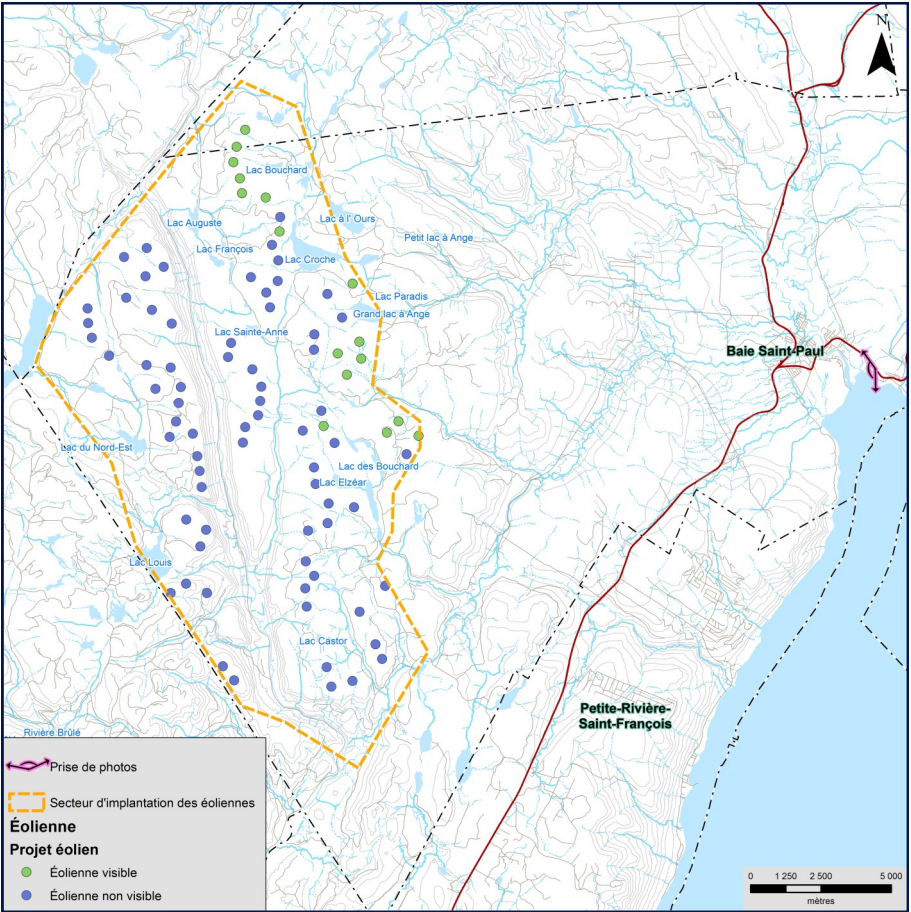 N
Lac Bouchard
Lac Auguste
Lac à l' Ours
Lac François
Petit lac à Ange
Lac Croche
Lac Paradis
Grand lac à Ange
Lac Sainte-Anne
Baie Saint-Paul
Lac du Nord-Est
Lac des Bouchard
Lac Elzéar
Lac Louis
Lac Castor
Petite-Rivière-
Saint-François
Rivière Brûlé
Prise de photos
Secteur d'implantation des éoliennes
Éolienne
Projet éolien
Éolienne visible
Éolienne non visible
0 1 250 2 500 5 000
mètres